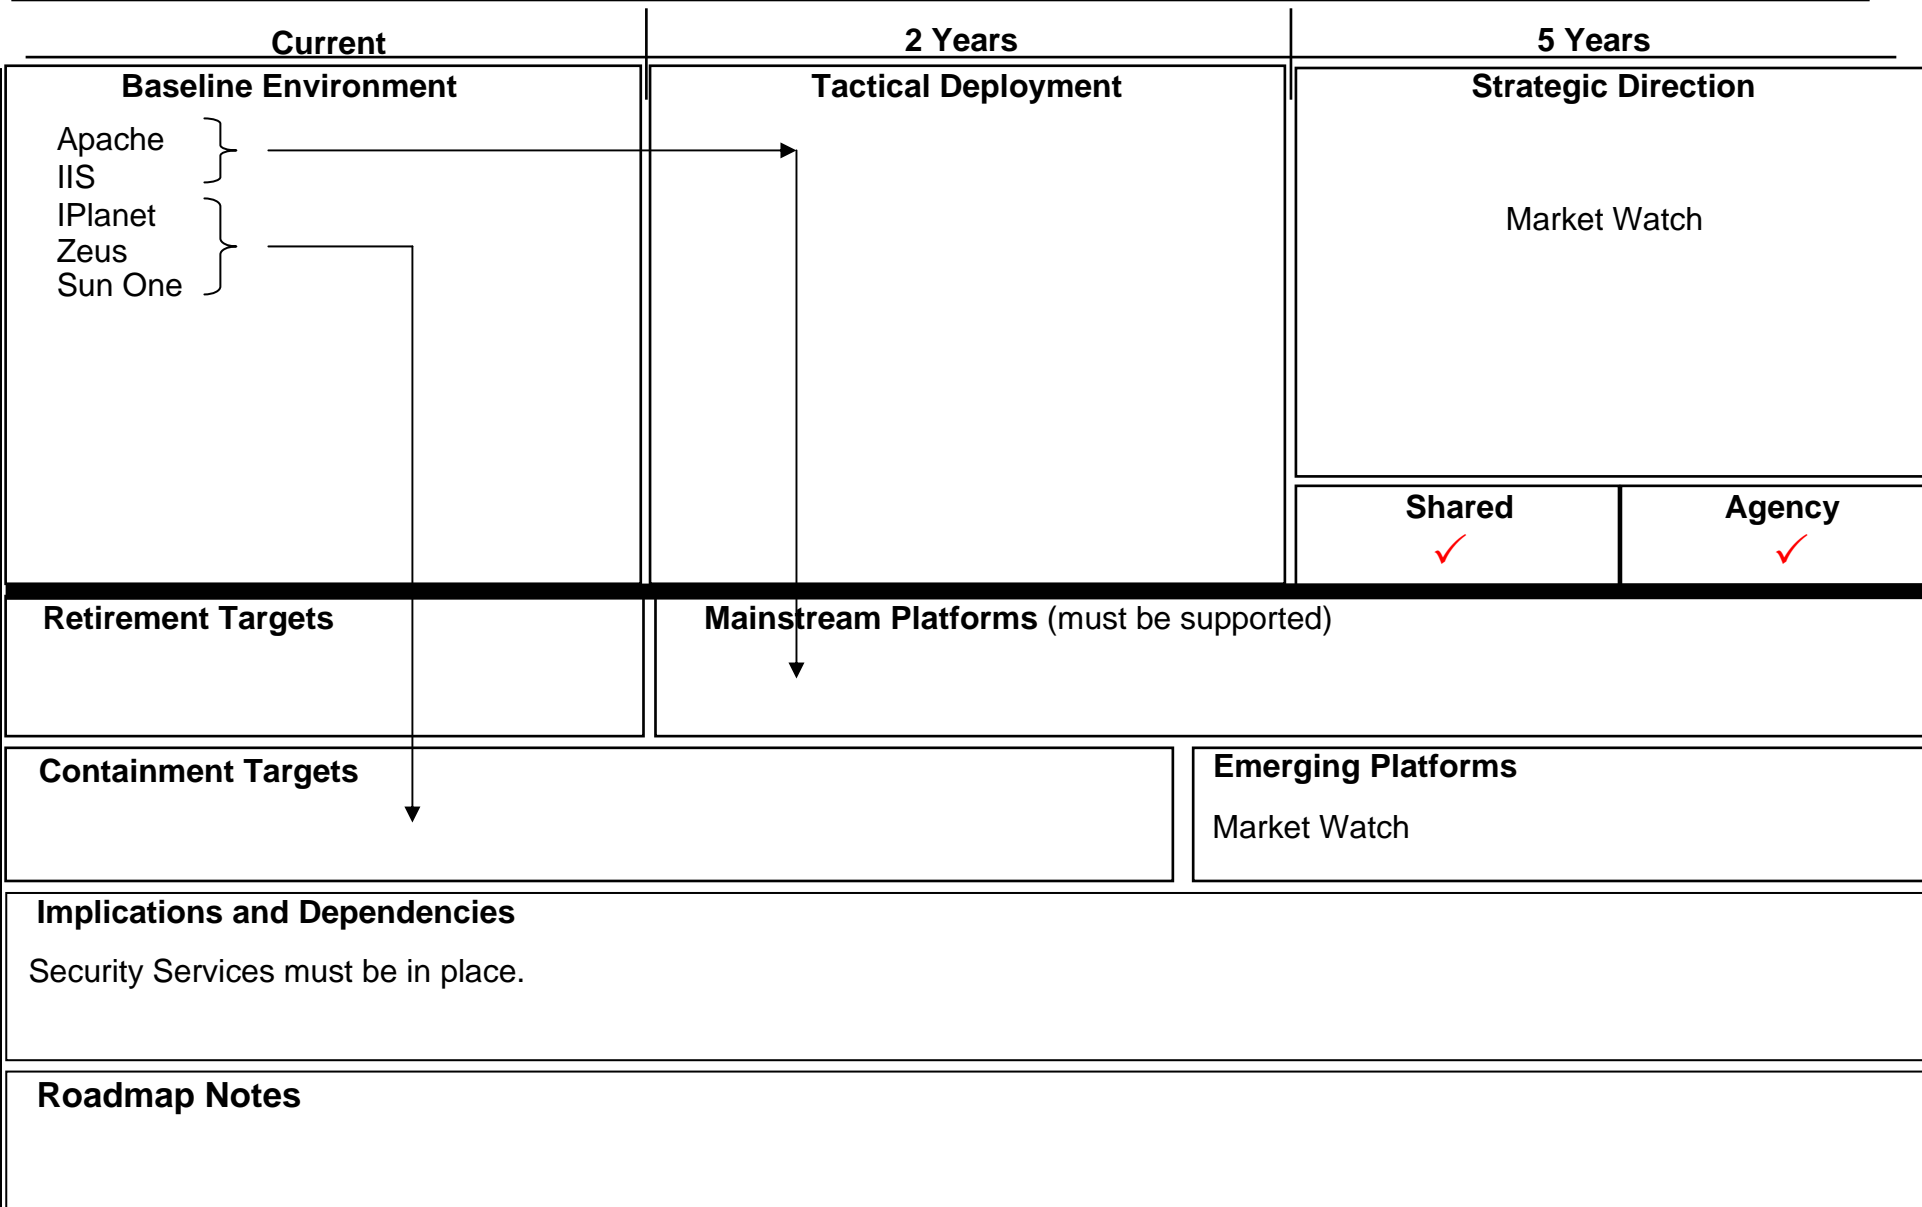 Current
2 Years
5 Years
Baseline Environment
Apache
IIS
IPlanet
Zeus
Sun One
Tactical Deployment
Strategic Direction
Market Watch
Shared
Agency
Retirement Targets
Mainstream Platforms (must be supported)
Containment Targets
Emerging Platforms
Market Watch
Implications and Dependencies
Security Services must be in place.
Roadmap Notes